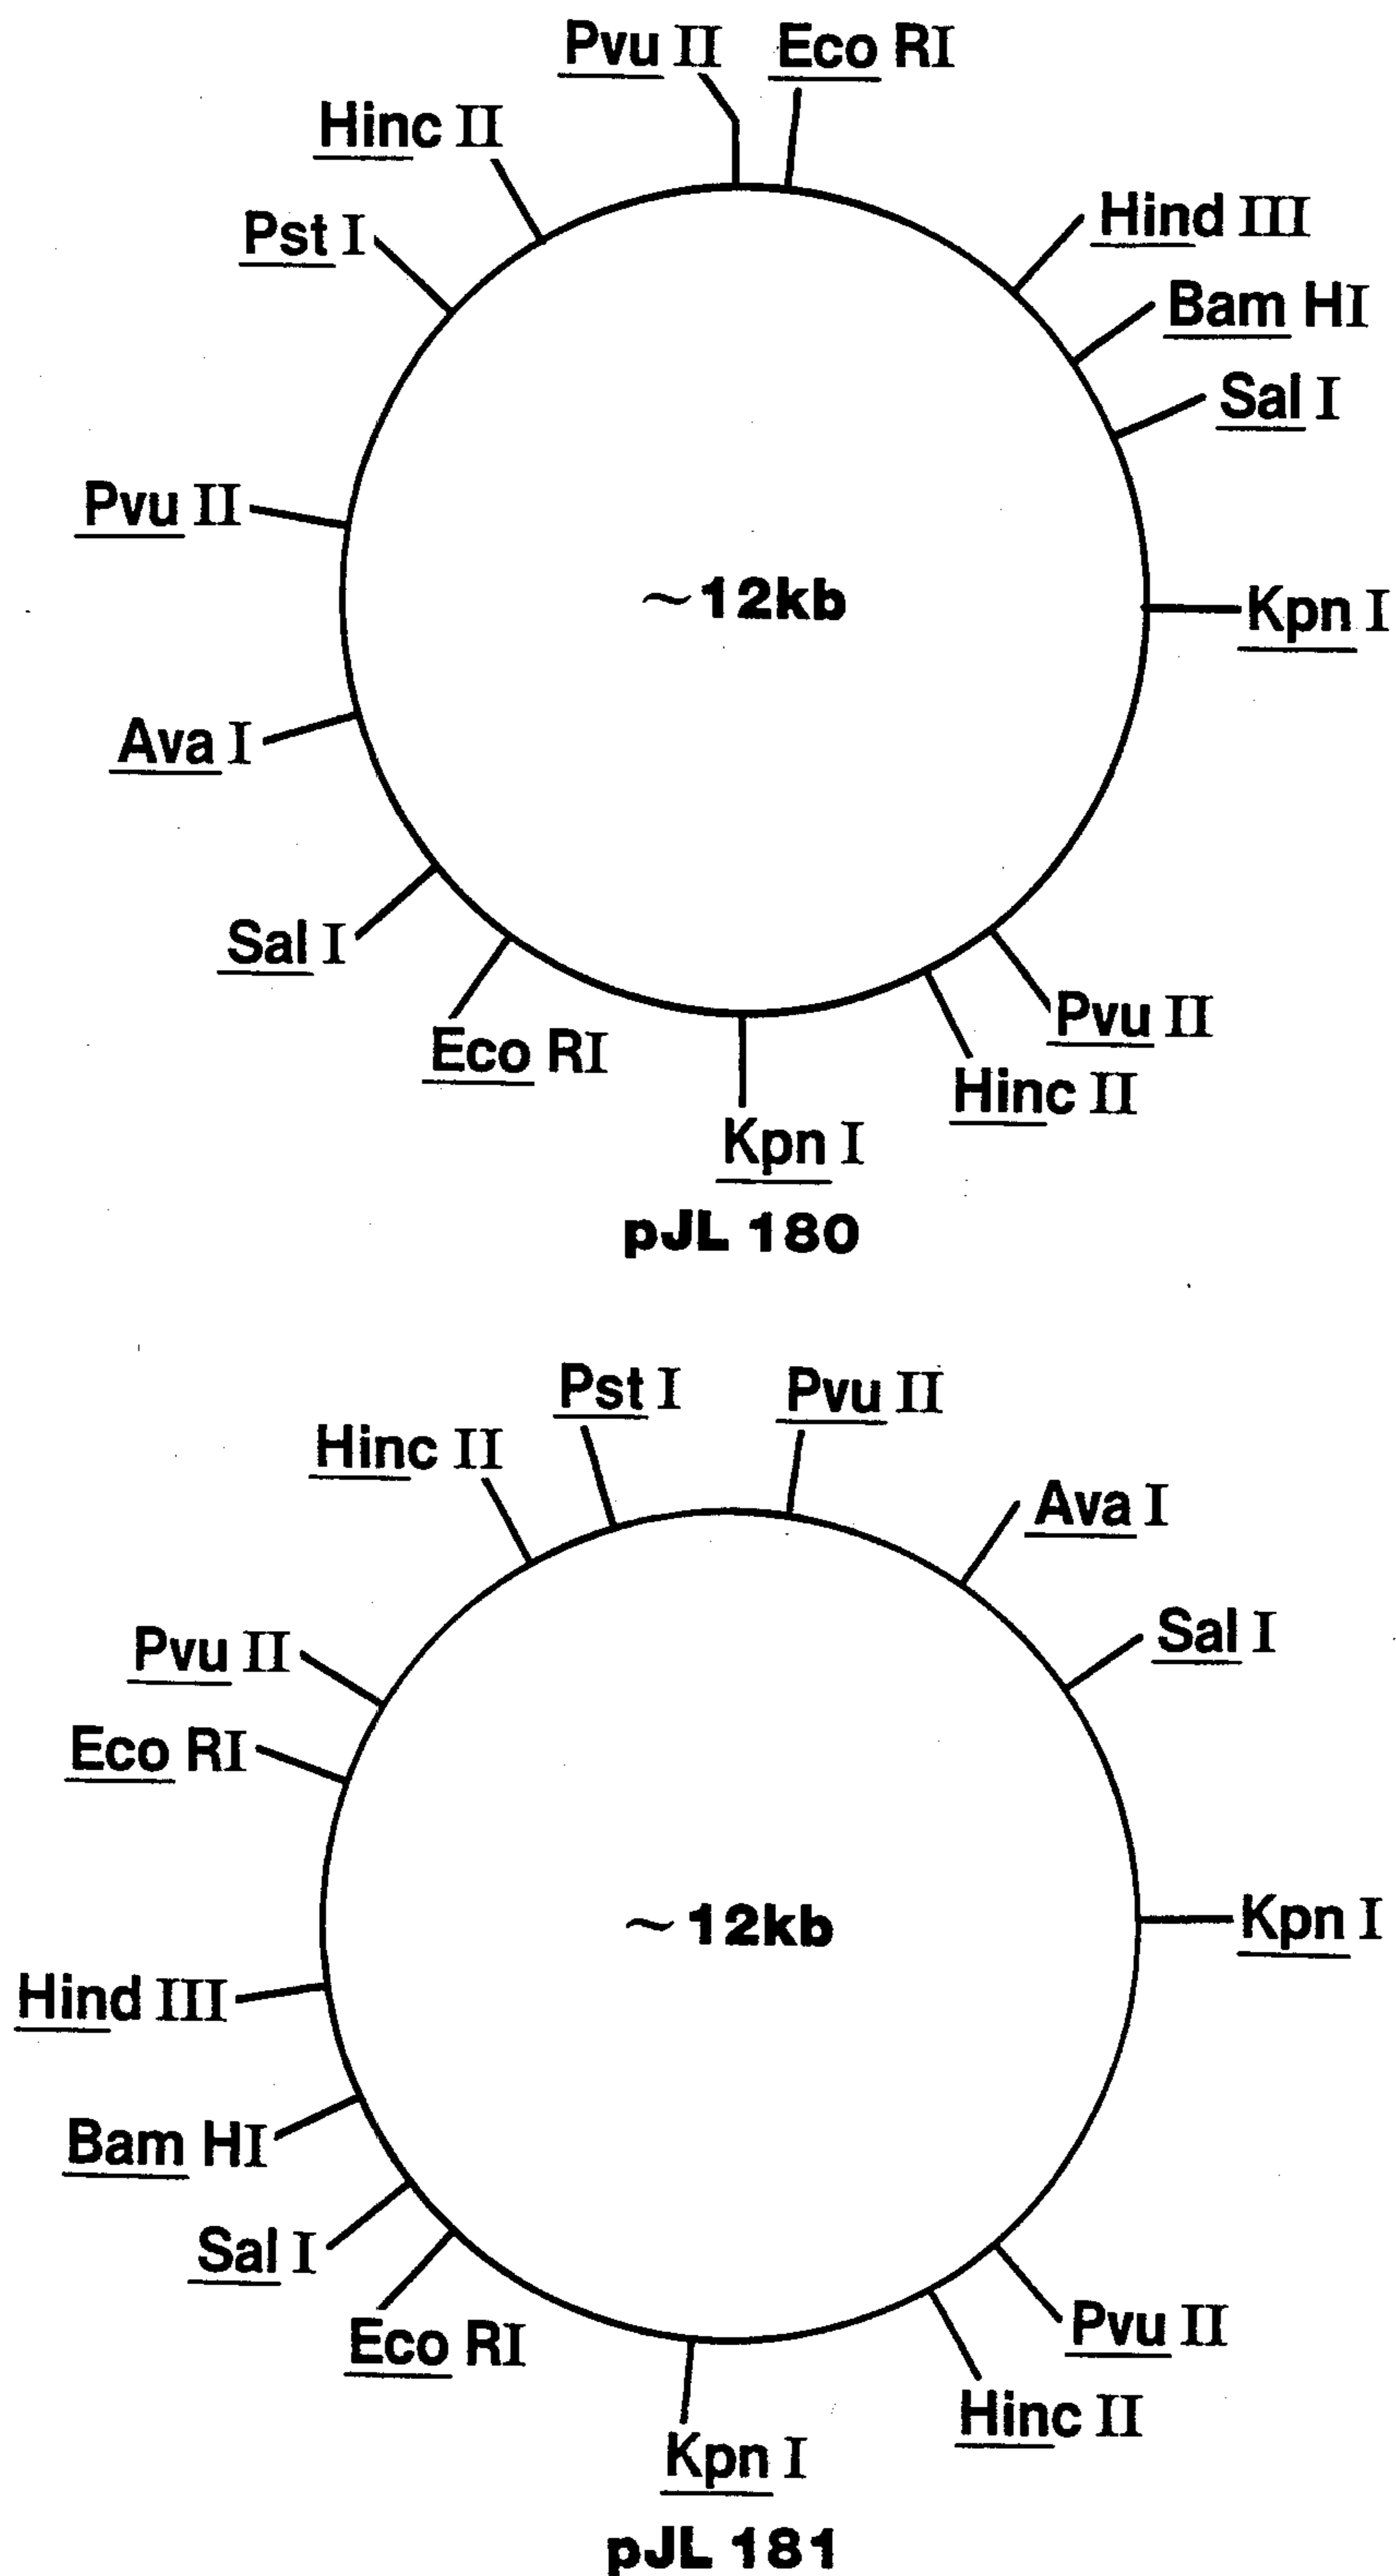 Pvu II
Eco RI
Hinc II
Hind III
Pst I
Bam HI
Sal I
Pvu II
~12kb
Kpn I
Ava I
Sal I
Pvu II
Eco RI
Hinc II
Kpn I
pJL 180
Pst I
Pvu II
Hinc II
Ava I
Sal I
Pvu II
Eco RI
~12kb
Kpn I
Hind III
Bam HI
Sal I
Pvu II
Eco RI
Hinc II
Kpn I
pJL 181